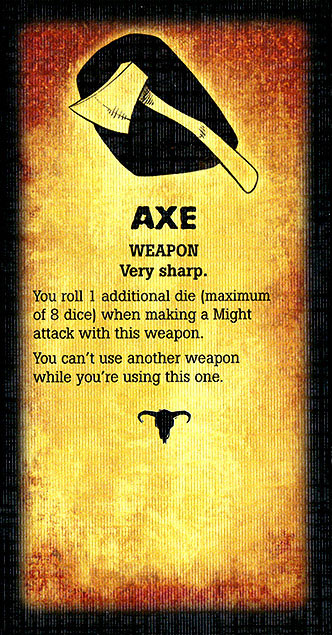 AXE
WEAPON
Very sharp.
You roll 1 additional die (maximum
of 8 dice) when making a Might
attack with this weapon.
You can't use another weapon
while you're using this one.